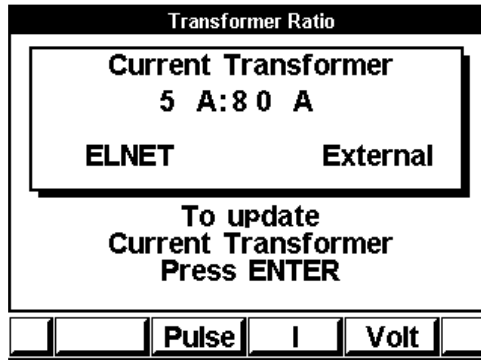 Transformer Ratio
Current Transformer
5 A:80 A
ELNET External
To update
Current Transformer
Press ENTER
Pulse I Volt